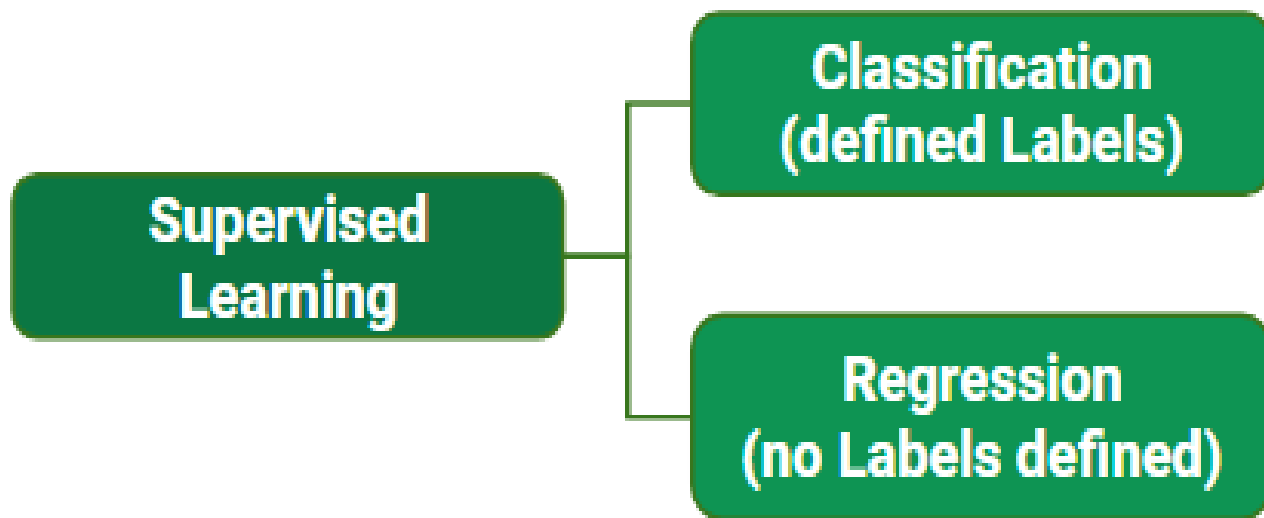 Supervised
Learning
Classification
(defined Labels)
Regression
(no Labels defined)